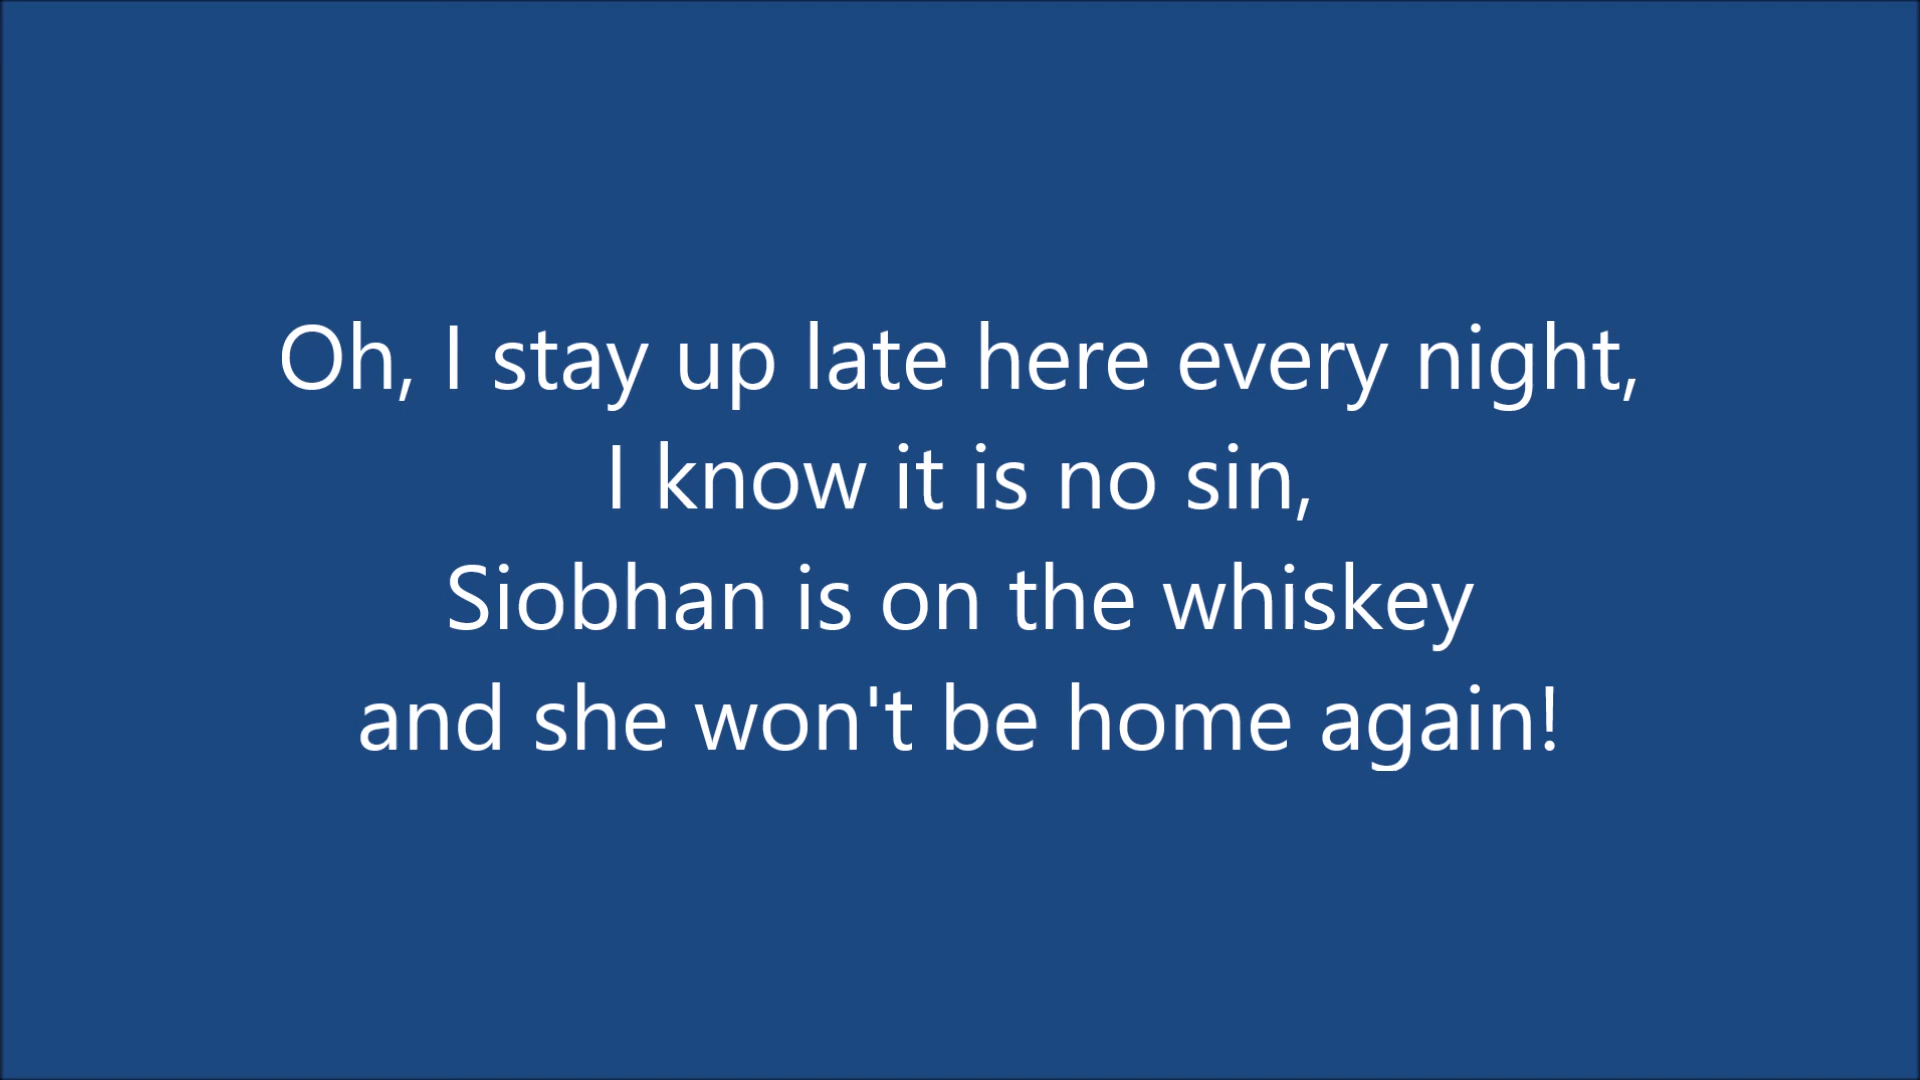 Oh, I stay up late here every night,
I know it is no sin,
Siobhan is on the whiskey
and she won't be home again!